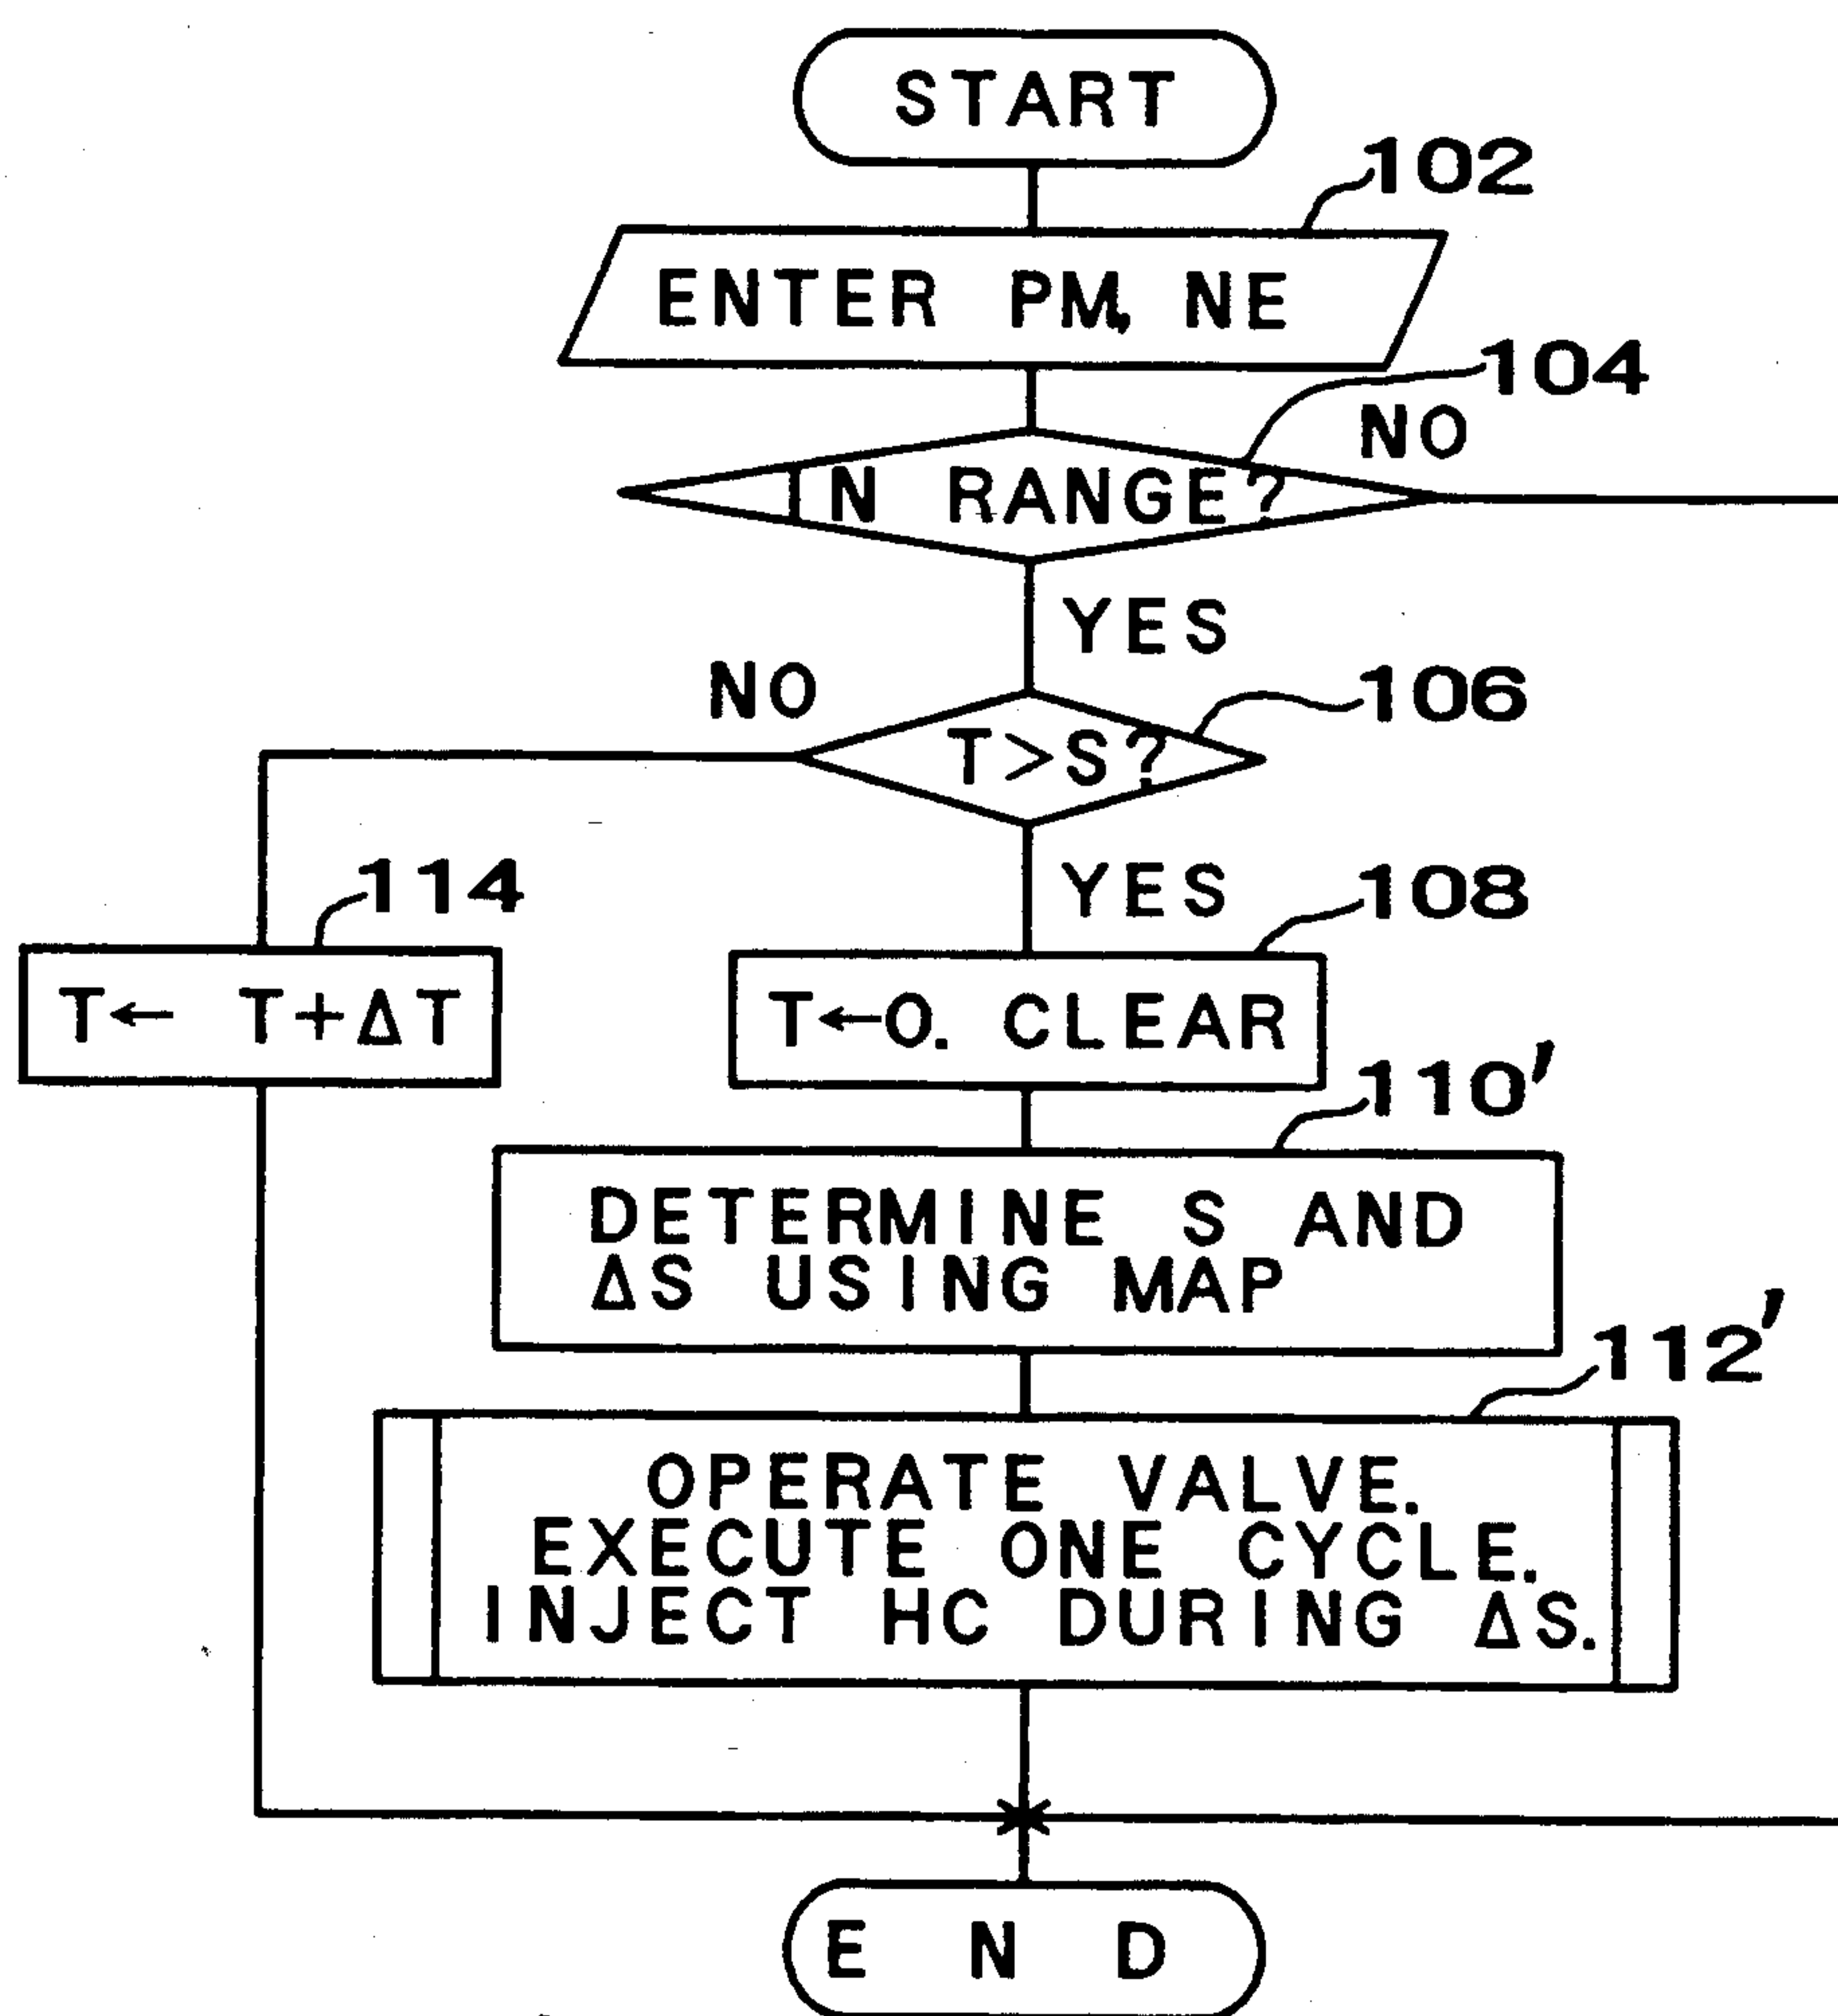 START
102
ENTER PM, NE
104
NO
IN RANGE?
YES
NO
106
T>S?
YES
114
108
T← T+ΔT
T←0. CLEAR
110'
DETERMINE S AND
ΔS USING MAP
112'
OPERATE VALVE.
EXECUTE ONE CYCLE.
INJECT HC DURING ΔS.
END